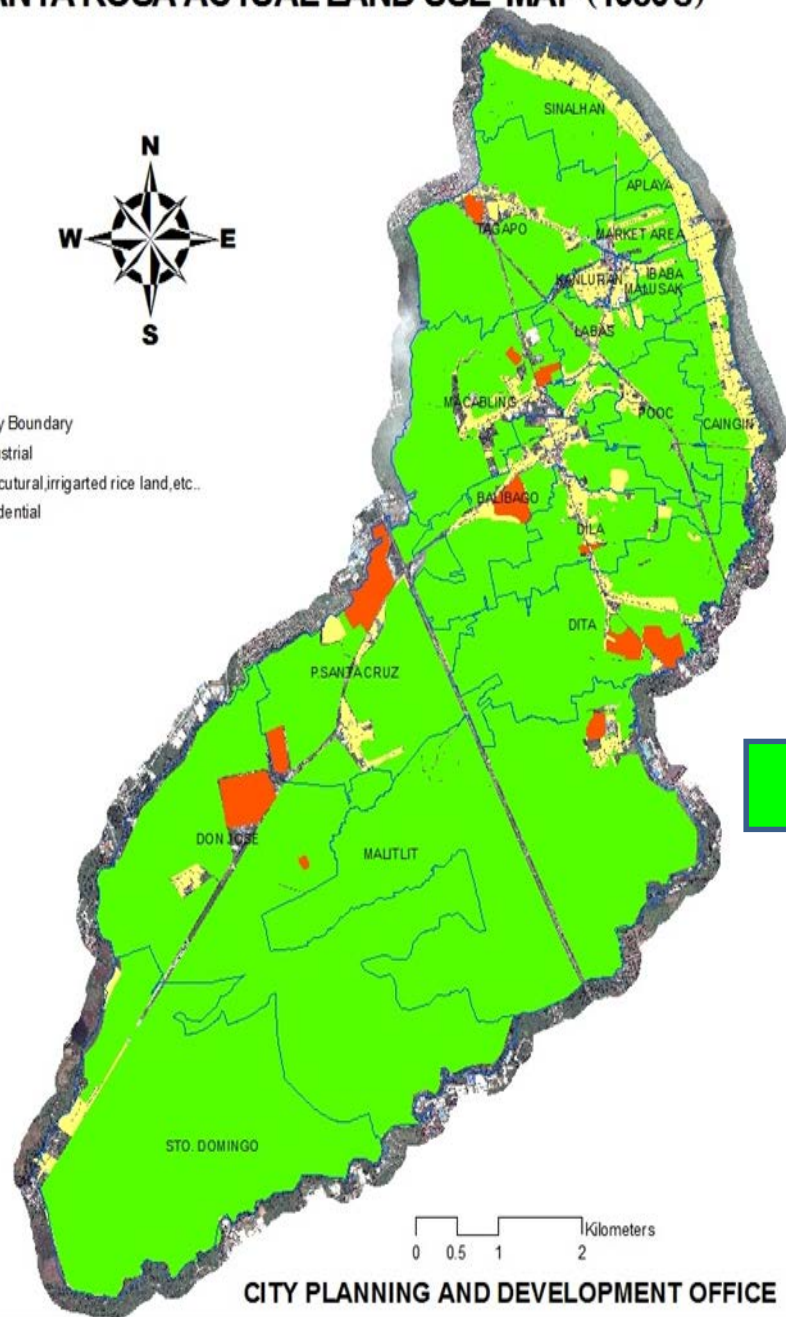 ANTA ROSA ACTUAL LAND USE MAP (1980's)
N
W E
S
y Boundary
strial
cutural,irrigarted rice land,etc..
dential
SINALHAN
APLAYA
TAGAPO
MARKET AREA
KANLURAN
IBABA
MALUSAK
LABAS
MACABLING
POOC
CAINGIN
BALIBAGO
DILA
DITA
P.SANTA CRUZ
DON JOSE
MALITLIT
STO. DOMINGO
Kilometers
0 0.5 1 2
CITY PLANNING AND DEVELOPMENT OFFICE